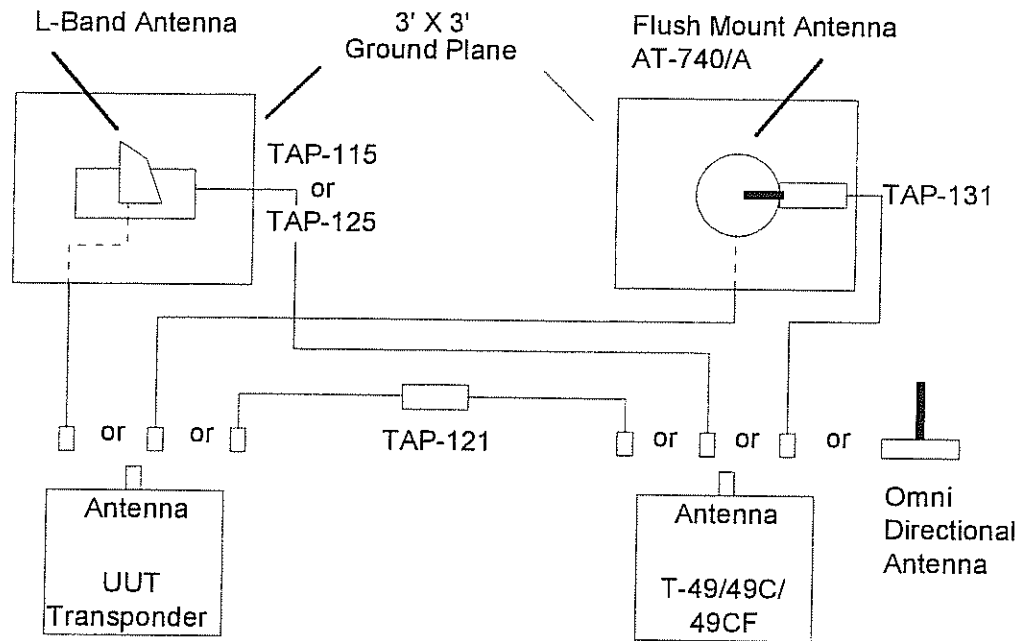 L-Band Antenna
3' X 3'
Ground Plane
Flush Mount Antenna
AT-740/A
TAP-115
or
TAP-125
TAP-131
or
or
TAP-121
or
or
or
Antenna
UUT
Transponder
Antenna
T-49/49C/
49CF
Omni
Directional
Antenna